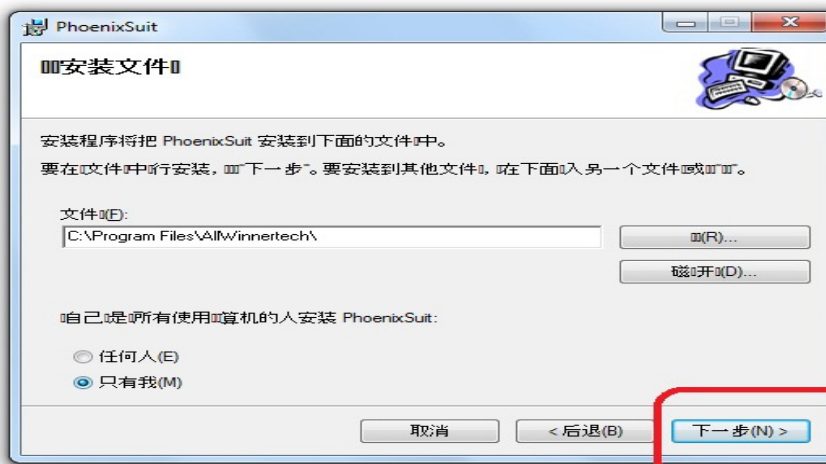 PhoenixSuit
□□安装文件□
安装程序将把 PhoenixSuit 安装到下面的文件□中。
要在□文件□中□行安装，□□"下一步"。要安装到其他文件□，□在下面□入另一个文件□或□□"□□"。
文件□(F):
C:\Program Files\AllWinnertech\
□□(R)...
磁□开□(D)...
□自己□是□所有使用□□算机的人安装 PhoenixSuit:
任何人(E)
只有我(M)
取消
< 后退(B)
下一步(N) >